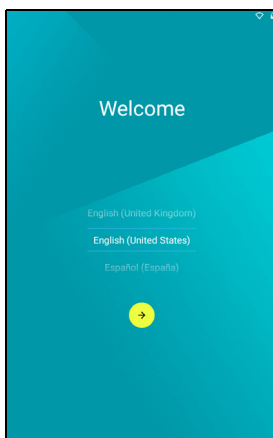 Welcome
English (United Kingdom)
English (United States)
Español (España)